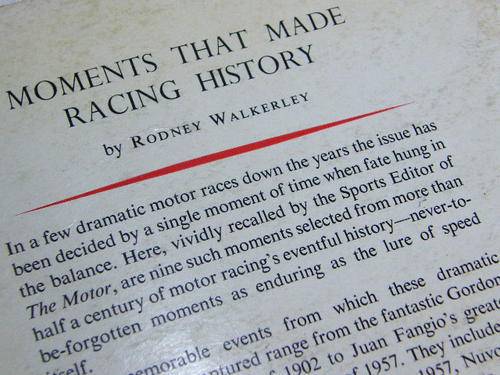 MOMENTS THAT MADE
RACING HISTORY
by RODNEY WALKERLEY
In a few dramatic motor races down the years the issue has
been decided by a single moment of time when fate hung in
the balance. Here, vividly recalled by the Sports Editor of
The Motor, are nine such moments selected from more than
half a century of motor racing's eventful history—never-to-
be-forgotten moments as enduring as the lure of speed
events from which these dramatic
range from the fantastic Gordon
of 1902 to Juan Fangio's great
of 1957. They include
1957,